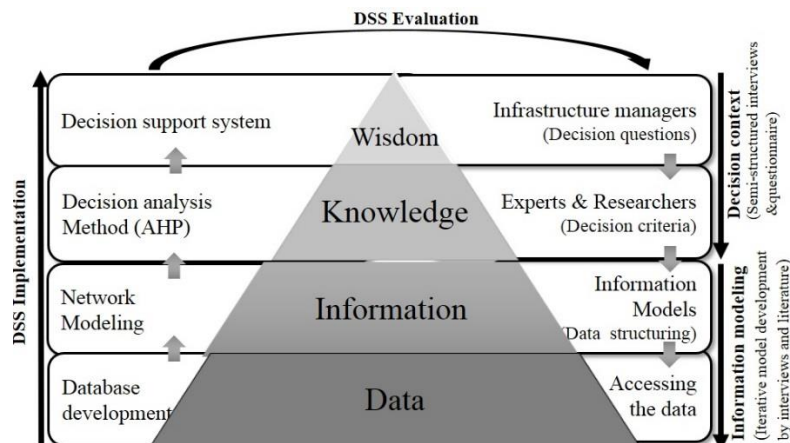 DSS Evaluation
DSS Implementation
Decision support system
Wisdom
Infrastructure managers
(Decision questions)
Decision context
(Semi-structured interviews
&questionnaire)
Decision analysis
Method (AHP)
Knowledge
Experts & Researchers
(Decision criteria)
Network
Modeling
Information
Information
Models
(Data structuring)
Information modeling
(Iterative model development
by interviews and literature)
Database
development
Data
Accessing
the data